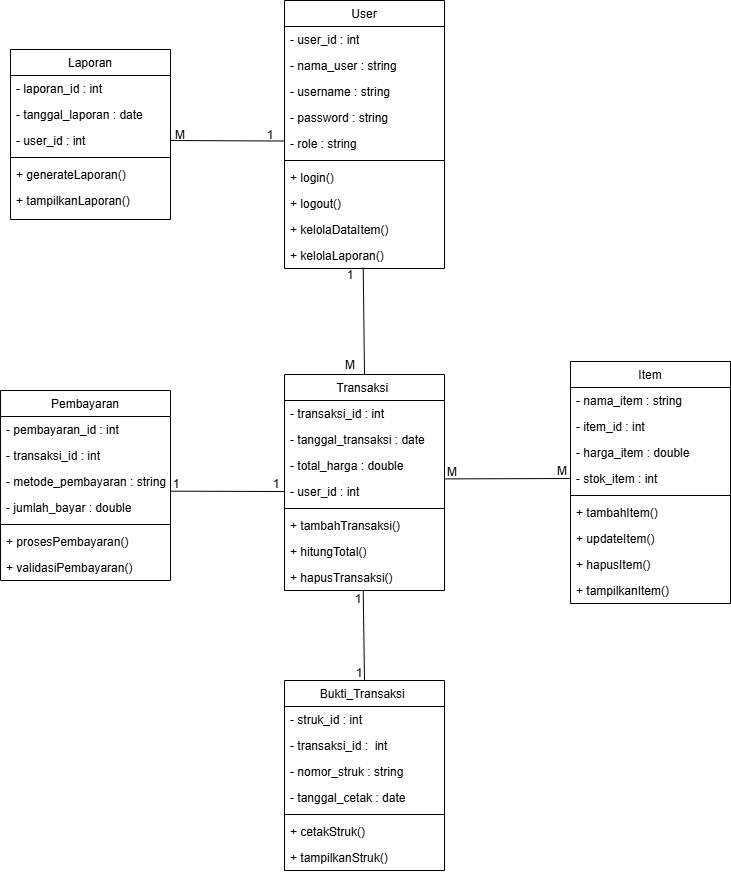 User
- user_id : int
- nama_user : string
- username : string
- password : string
- role : string
+ login()
+ logout()
+ kelolaDataItem()
+ kelolaLaporan()
Laporan
- laporan_id : int
- tanggal_laporan : date
- user_id : int
+ generateLaporan()
+ tampilkanLaporan()
M
1
1
M
Pembayaran
- pembayaran_id : int
- transaksi_id : int
- metode_pembayaran : string
- jumlah_bayar : double
+ prosesPembayaran()
+ validasiPembayaran()
1
1
Transaksi
- transaksi_id : int
- tanggal_transaksi : date
- total_harga : double
- user_id : int
+ tambahTransaksi()
+ hitungTotal()
+ hapusTransaksi()
M
M
Item
- nama_item : string
- item_id : int
- harga_item : double
- stok_item : int
+ tambahItem()
+ updateItem()
+ hapusItem()
+ tampilkanItem()
1
1
Bukti_Transaksi
- struk_id : int
- transaksi_id :  int
- nomor_struk : string
- tanggal_cetak : date
+ cetakStruk()
+ tampilkanStruk()